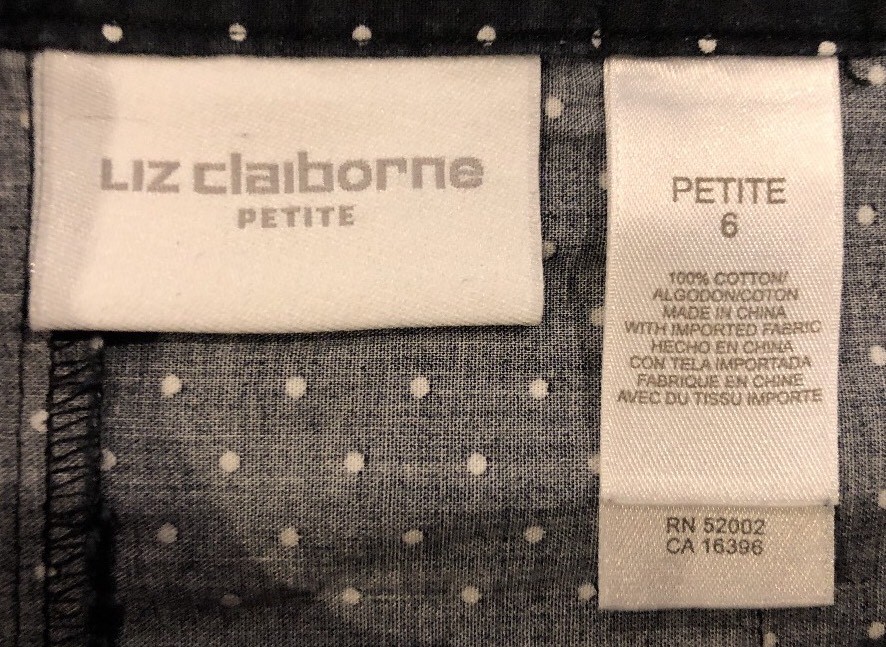 LIZ claiborne
PETITE
PETITE
6
100% COTTON/
ALGODON/COTON
MADE IN CHINA
WITH IMPORTED FABRIC
HECHO EN CHINA
CON TELA IMPORTADA
FABRIQUE EN CHINE
AVEC DU TISSU IMPORTE
RN 52002
CA 16396